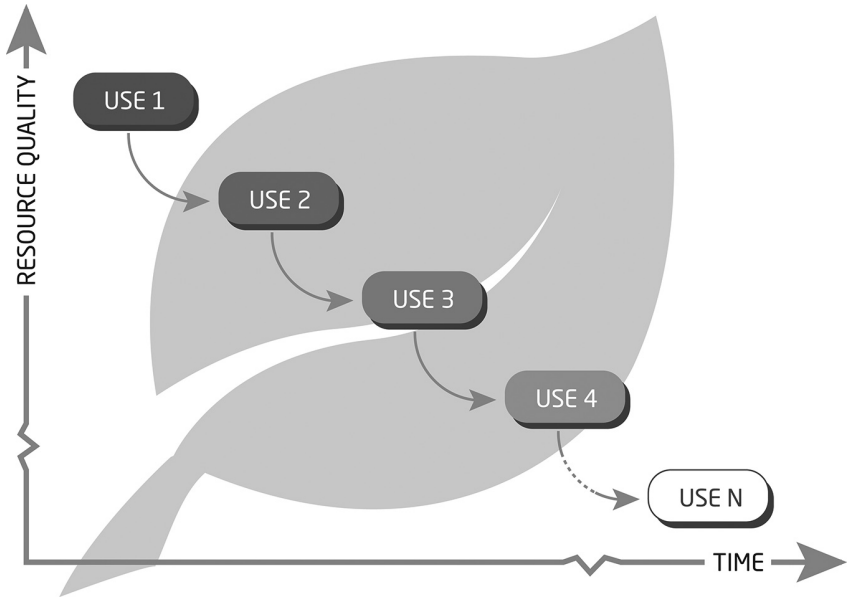 RESOURCE QUALITY
USE 1
USE 2
USE 3
USE 4
USE N
TIME